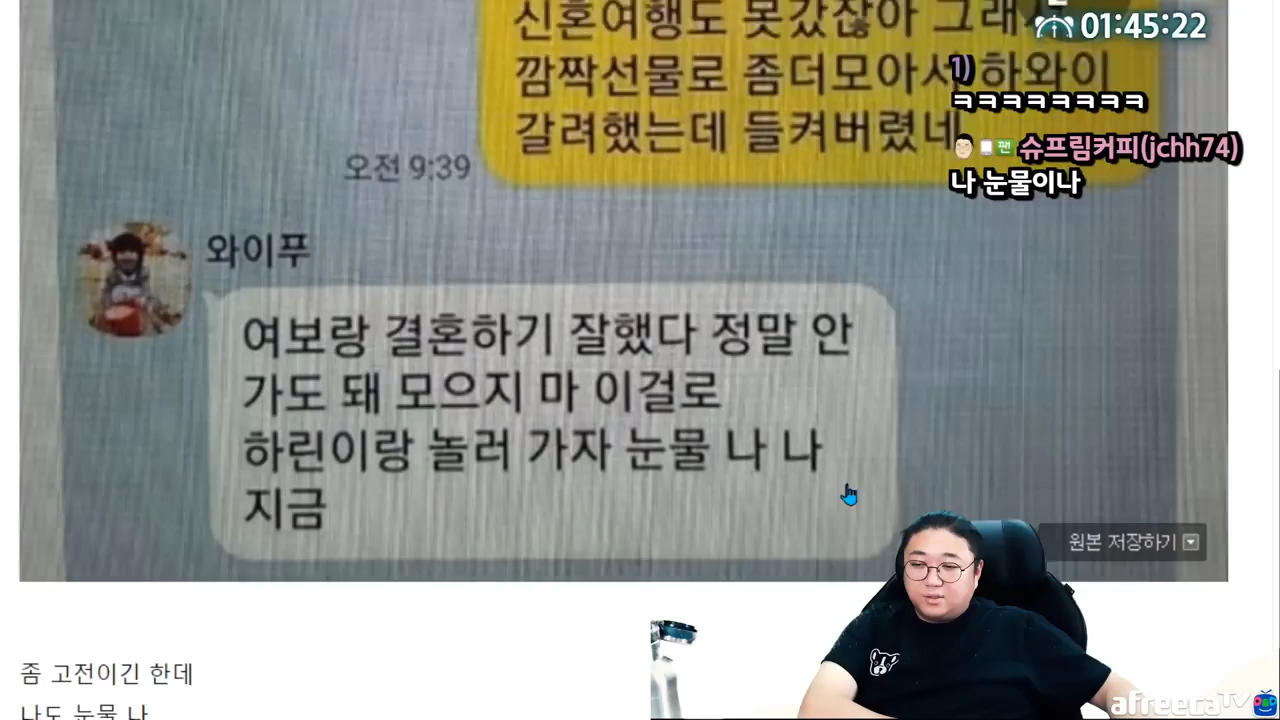 신혼여행도 못갔잖아 그래서
깜짝선물로 좀더모아서 하와이
갈려했는데 들켜버렸네
오전 9:39
와이푸
여보랑 결혼하기 잘했다 정말 안
가도 돼 모으지 마 이걸로
하린이랑 놀러 가자 눈물 나 나
지금
원본 저장하기
좀 고전이긴 한데
나도 눈물 나
01:45:22
1)
ㅋㅋㅋㅋㅋㅋㅋㅋ
팬 슈프림커피(jchh74)
나 눈물이나
afreecaTV